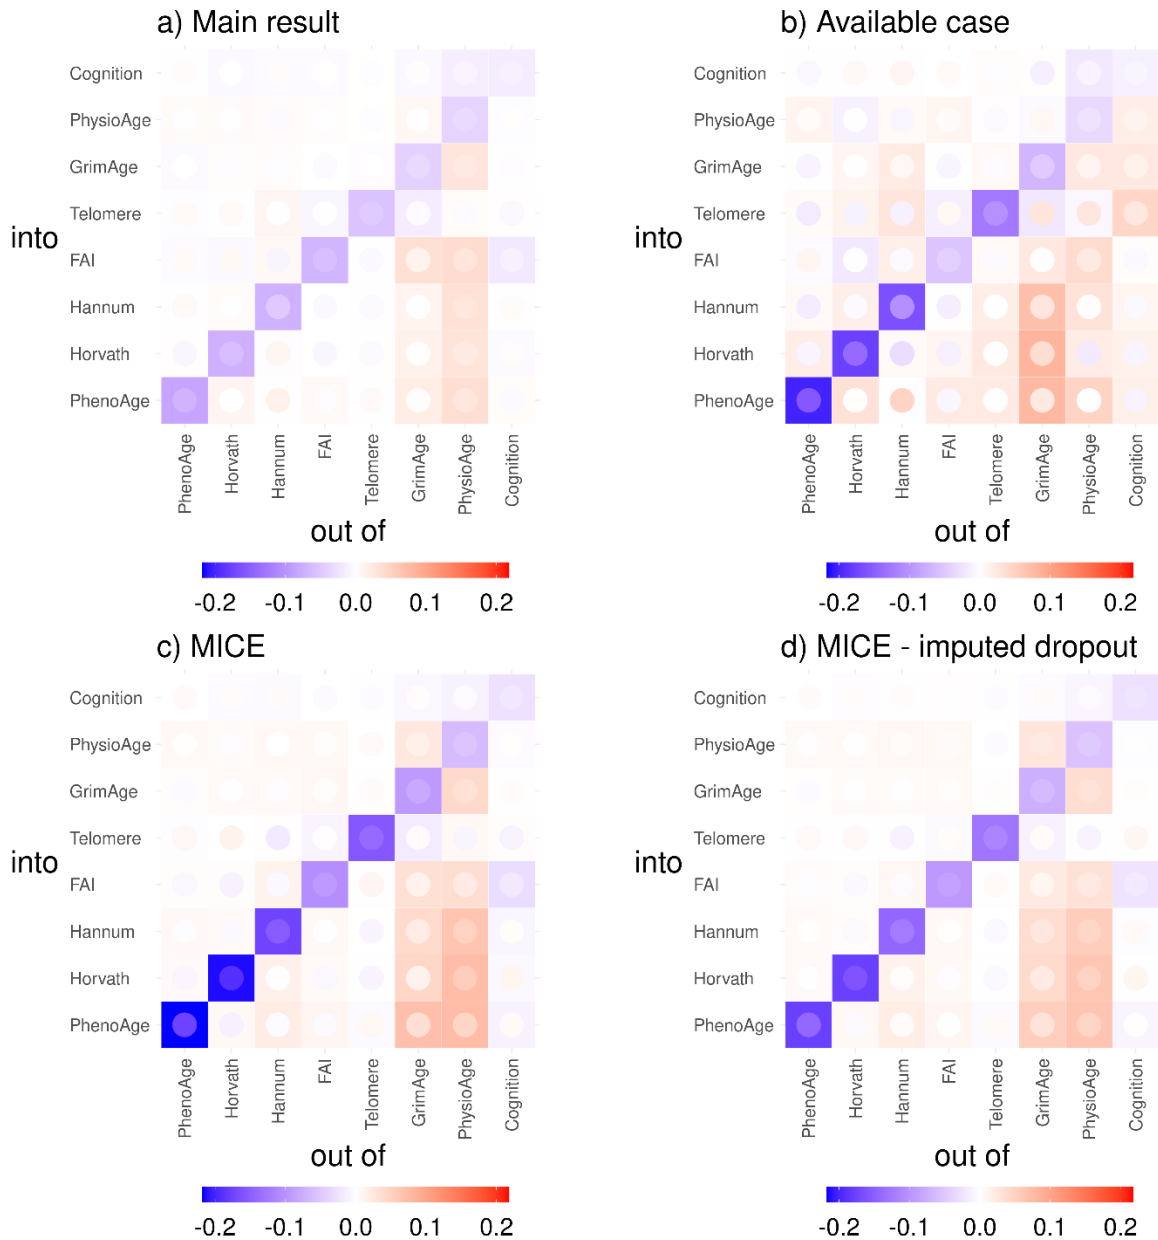 a) Main result
Cognition
PhysioAge
GrimAge
Telomere
into
FAI
Hannum
Horvath
PhenoAge
PhenoAge
Horvath
Hannum
FAI
Telomere
GrimAge
PhysioAge
Cognition
out of
-0.2 -0.1 0.0 0.1 0.2
b) Available case
Cognition
PhysioAge
GrimAge
Telomere
into
FAI
Hannum
Horvath
PhenoAge
PhenoAge
Horvath
Hannum
FAI
Telomere
GrimAge
PhysioAge
Cognition
out of
-0.2 -0.1 0.0 0.1 0.2
c) MICE
Cognition
PhysioAge
GrimAge
Telomere
into
FAI
Hannum
Horvath
PhenoAge
PhenoAge
Horvath
Hannum
FAI
Telomere
GrimAge
PhysioAge
Cognition
out of
-0.2 -0.1 0.0 0.1 0.2
d) MICE - imputed dropout
Cognition
PhysioAge
GrimAge
Telomere
into
FAI
Hannum
Horvath
PhenoAge
PhenoAge
Horvath
Hannum
FAI
Telomere
GrimAge
PhysioAge
Cognition
out of
-0.2 -0.1 0.0 0.1 0.2